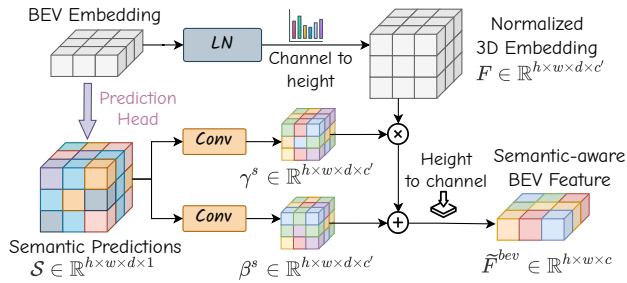 BEV Embedding
LN
Channel to
height
Normalized
3D Embedding
F ∈ ℝ^{h×w×d×c′}
Prediction
Head
Conv
γ^s ∈ ℝ^{h×w×d×c′}
×
Height
to channel
Semantic-aware
BEV Feature
Conv
+
Semantic Predictions
𝒮 ∈ ℝ^{h×w×d×1}
β^s ∈ ℝ^{h×w×d×c′}
F̃^{bev} ∈ ℝ^{h×w×c}